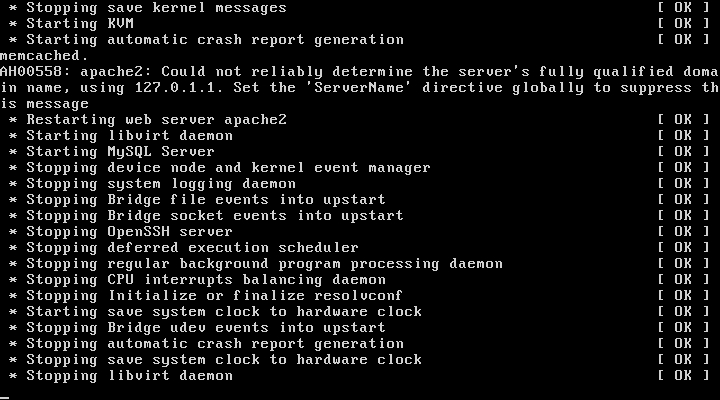 * Stopping save kernel messages [ OK ]
 * Starting KVM [ OK ]
 * Starting automatic crash report generation [ OK ]
memcached.
AH00558: apache2: Could not reliably determine the server's fully qualified doma
in name, using 127.0.1.1. Set the 'ServerName' directive globally to suppress th
is message
 * Restarting web server apache2 [ OK ]
 * Starting libvirt daemon [ OK ]
 * Starting MySQL Server [ OK ]
 * Stopping device node and kernel event manager [ OK ]
 * Stopping system logging daemon [ OK ]
 * Stopping Bridge file events into upstart [ OK ]
 * Stopping Bridge socket events into upstart [ OK ]
 * Stopping OpenSSH server [ OK ]
 * Stopping deferred execution scheduler [ OK ]
 * Stopping regular background program processing daemon [ OK ]
 * Stopping CPU interrupts balancing daemon [ OK ]
 * Stopping Initialize or finalize resolvconf [ OK ]
 * Starting save system clock to hardware clock [ OK ]
 * Stopping Bridge udev events into upstart [ OK ]
 * Stopping automatic crash report generation [ OK ]
 * Stopping save system clock to hardware clock [ OK ]
 * Stopping libvirt daemon [ OK ]